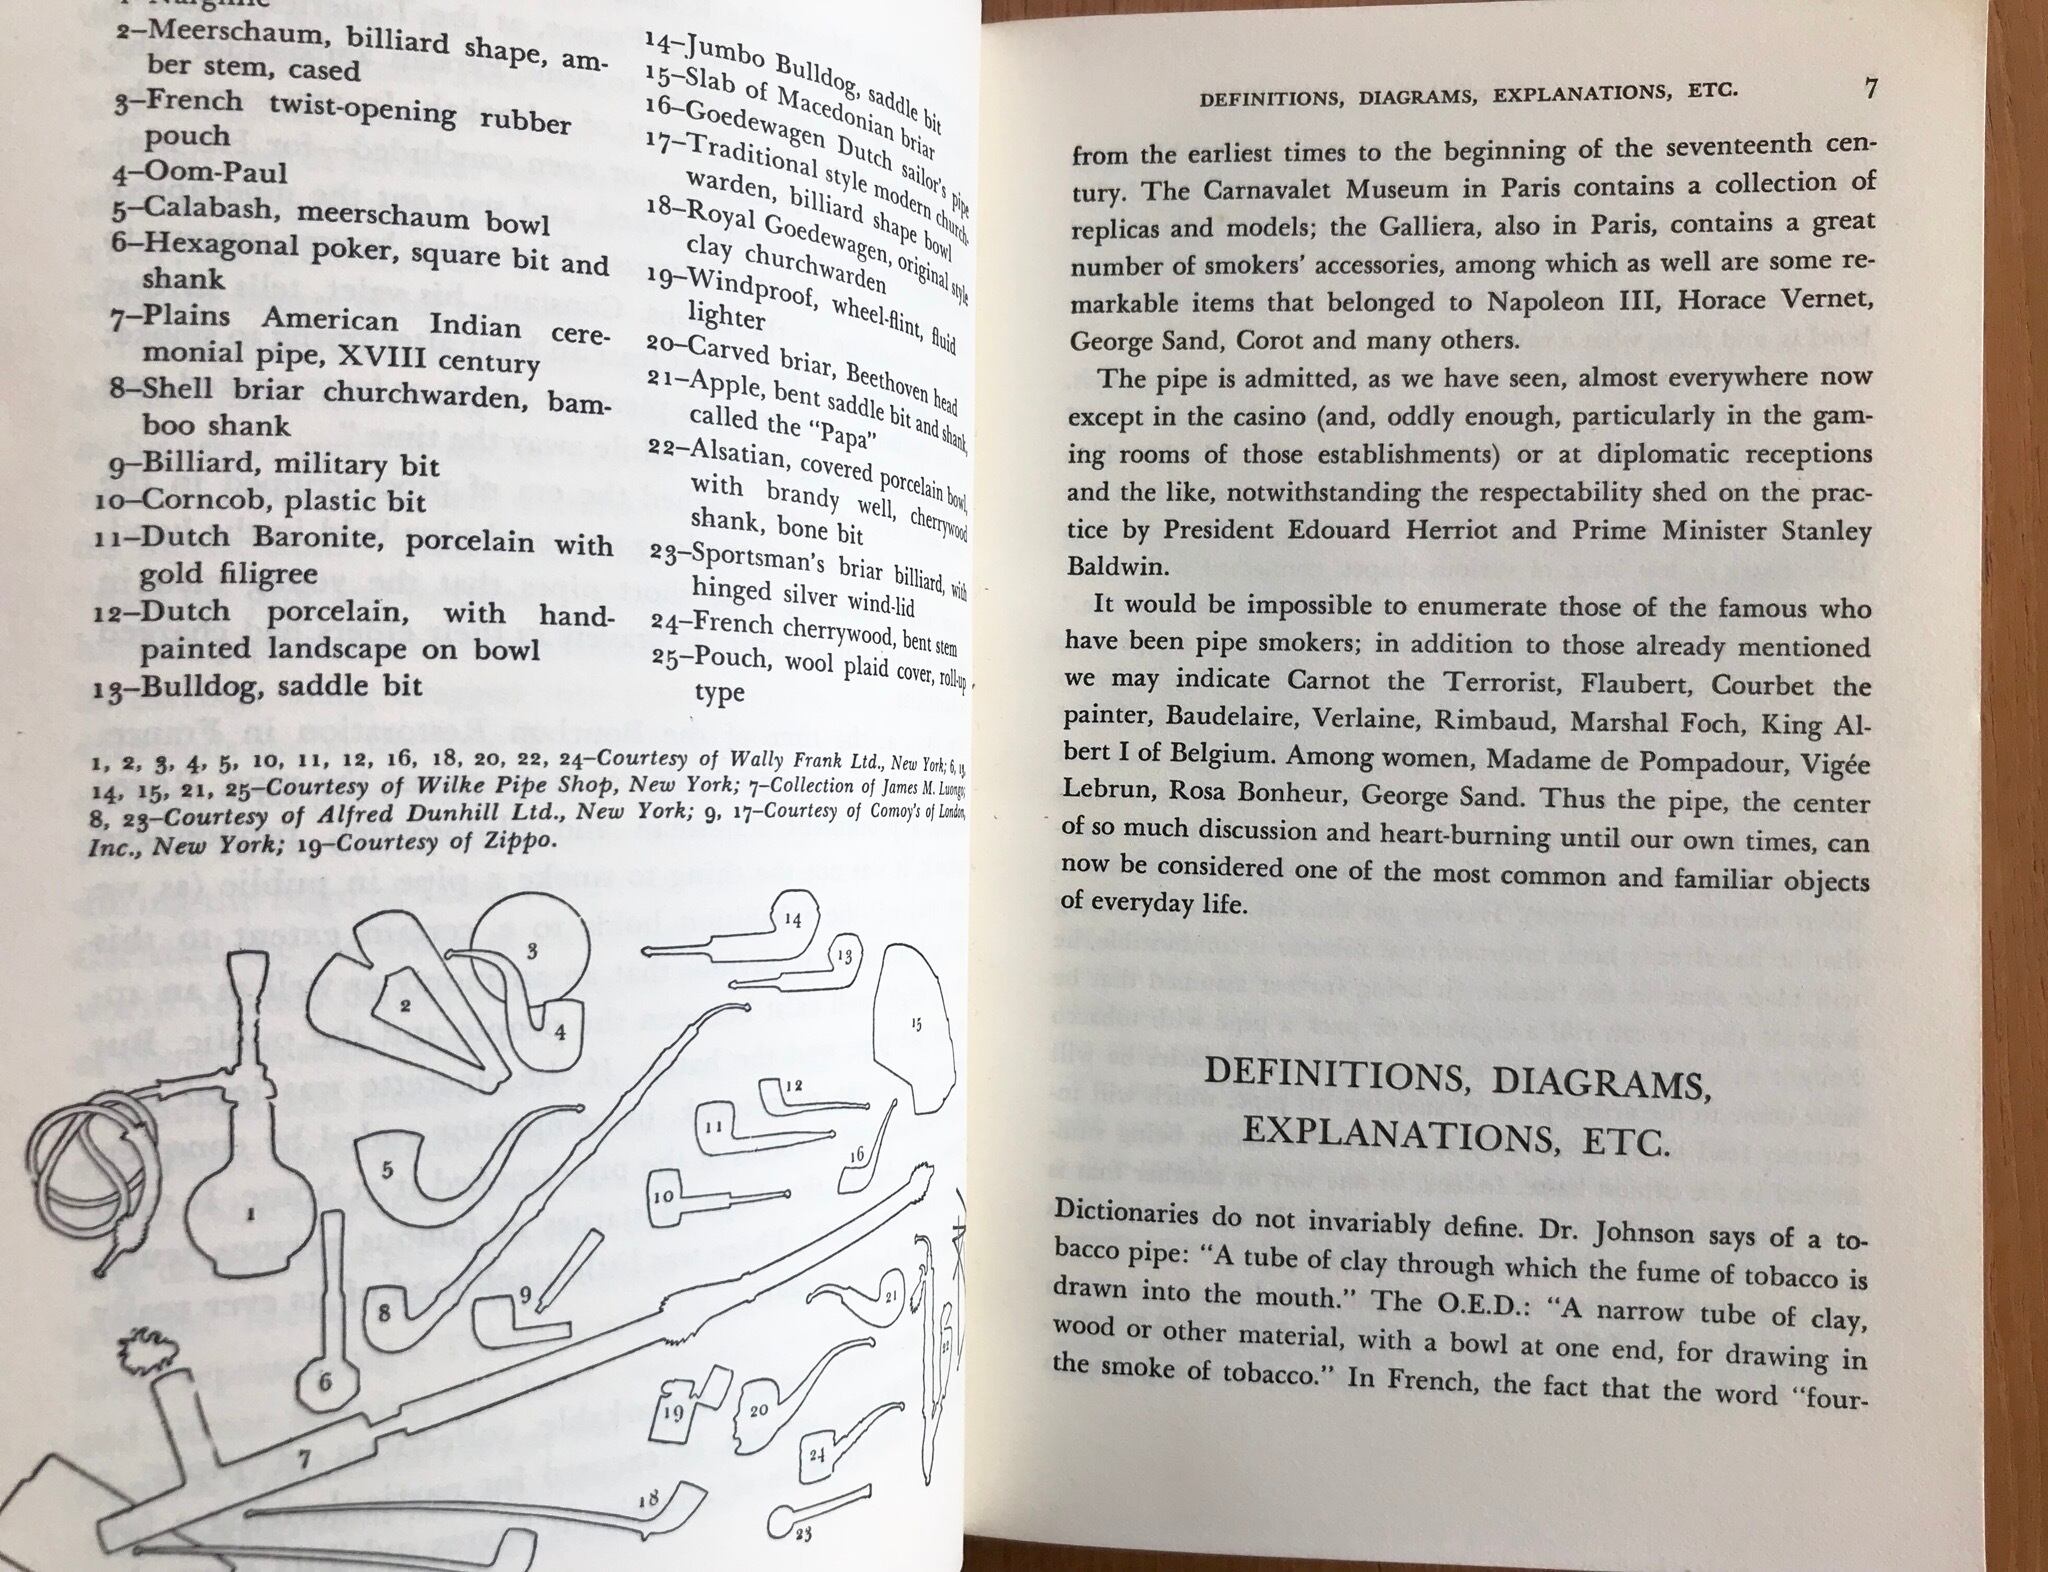 2–Meerschaum, billiard shape, am-
ber stem, cased
3–French twist-opening rubber
pouch
4–Oom-Paul
5–Calabash, meerschaum bowl
6–Hexagonal poker, square bit and
shank
7–Plains American Indian cere-
monial pipe, XVIII century
8–Shell briar churchwarden, bam-
boo shank
9–Billiard, military bit
10–Corncob, plastic bit
11–Dutch Baronite, porcelain with
gold filigree
12–Dutch porcelain, with hand-
painted landscape on bowl
13–Bulldog, saddle bit
14–Jumbo Bulldog, saddle bit
15–Slab of Macedonian briar
16–Goedewagen Dutch sailor's pipe
17–Traditional style modern church-
warden, billiard shape bowl
18–Royal Goedewagen, original style
clay churchwarden
19–Windproof, wheel-flint, fluid
lighter
20–Carved briar, Beethoven head
21–Apple, bent saddle bit and shank,
called the "Papa"
22–Alsatian, covered porcelain bowl,
with brandy well, cherrywood
shank, bone bit
23–Sportsman's briar billiard, with
hinged silver wind-lid
24–French cherrywood, bent stem
25–Pouch, wool plaid cover, roll-up
type
1, 2, 3, 4, 5, 10, 11, 12, 16, 18, 20, 22, 24–Courtesy of Wally Frank Ltd., New York; 6, 13,
14, 15, 21, 25–Courtesy of Wilke Pipe Shop, New York; 7–Collection of James M. Luongo;
8, 23–Courtesy of Alfred Dunhill Ltd., New York; 9, 17–Courtesy of Comoy's of London,
Inc., New York; 19–Courtesy of Zippo.
14
3
13
2
4
15
12
11
5
16
10
1
9
21
8
22
6
19
20
7
24
18
23
DEFINITIONS, DIAGRAMS, EXPLANATIONS, ETC. 7
from the earliest times to the beginning of the seventeenth cen-
tury. The Carnavalet Museum in Paris contains a collection of
replicas and models; the Galliera, also in Paris, contains a great
number of smokers' accessories, among which as well are some re-
markable items that belonged to Napoleon III, Horace Vernet,
George Sand, Corot and many others.
The pipe is admitted, as we have seen, almost everywhere now
except in the casino (and, oddly enough, particularly in the gam-
ing rooms of those establishments) or at diplomatic receptions
and the like, notwithstanding the respectability shed on the prac-
tice by President Edouard Herriot and Prime Minister Stanley
Baldwin.
It would be impossible to enumerate those of the famous who
have been pipe smokers; in addition to those already mentioned
we may indicate Carnot the Terrorist, Flaubert, Courbet the
painter, Baudelaire, Verlaine, Rimbaud, Marshal Foch, King Al-
bert I of Belgium. Among women, Madame de Pompadour, Vigée
Lebrun, Rosa Bonheur, George Sand. Thus the pipe, the center
of so much discussion and heart-burning until our own times, can
now be considered one of the most common and familiar objects
of everyday life.
DEFINITIONS, DIAGRAMS,
EXPLANATIONS, ETC.
Dictionaries do not invariably define. Dr. Johnson says of a to-
bacco pipe: "A tube of clay through which the fume of tobacco is
drawn into the mouth." The O.E.D.: "A narrow tube of clay,
wood or other material, with a bowl at one end, for drawing in
the smoke of tobacco." In French, the fact that the word "four-